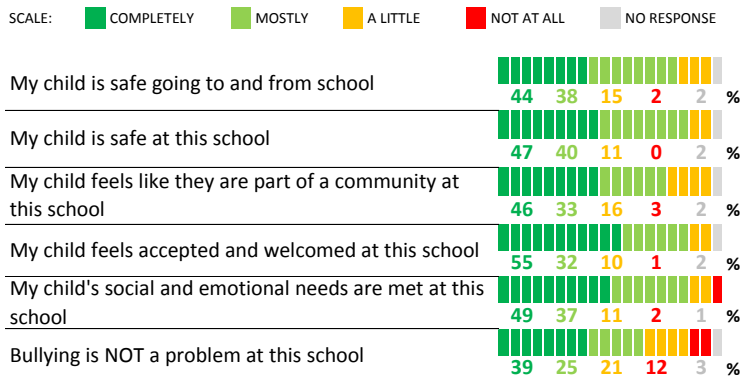 SCALE: COMPLETELY MOSTLY A LITTLE NOT AT ALL NO RESPONSE
My child is safe going to and from school
44 38 15 2 2 %
My child is safe at this school
47 40 11 0 2 %
My child feels like they are part of a community at
this school
46 33 16 3 2 %
My child feels accepted and welcomed at this school
55 32 10 1 2 %
My child's social and emotional needs are met at this
school
49 37 11 2 1 %
Bullying is NOT a problem at this school
39 25 21 12 3 %